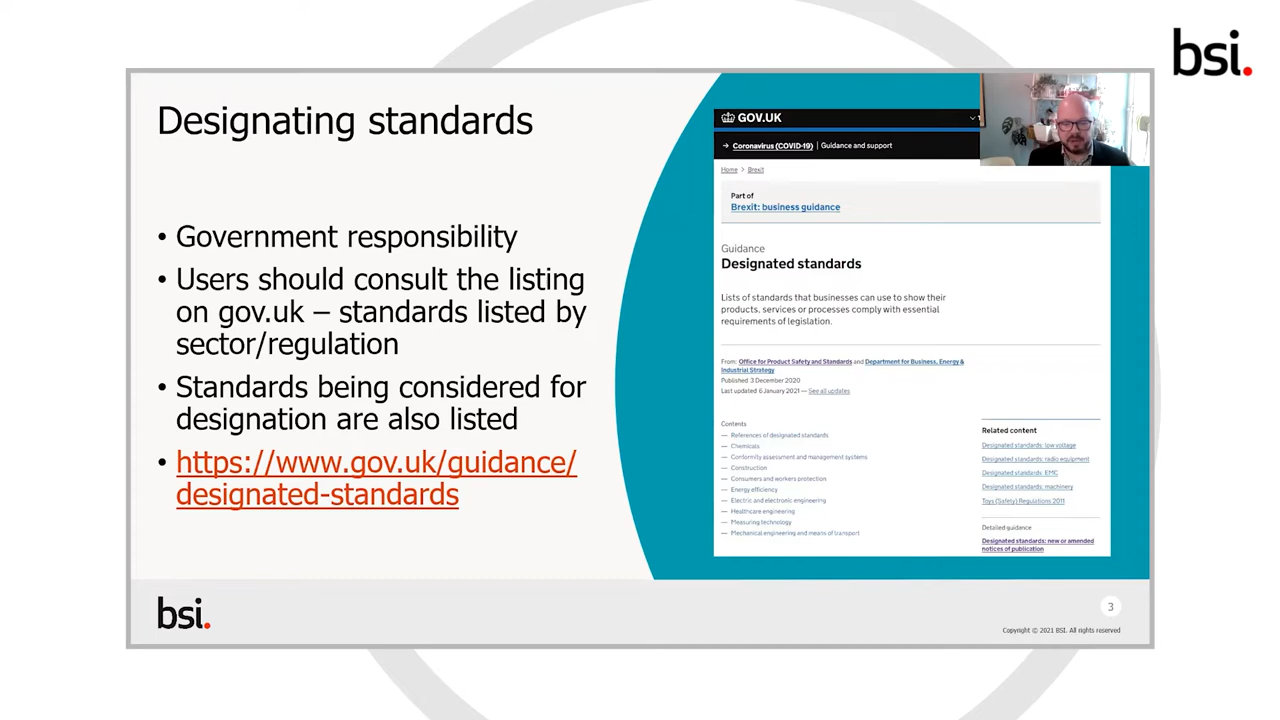 bsi.
Designating standards
• Government responsibility
• Users should consult the listing
on gov.uk – standards listed by
sector/regulation
• Standards being considered for
designation are also listed
• https://www.gov.uk/guidance/
designated-standards
GOV.UK
→ Coronavirus (COVID-19) | Guidance and support
Home > Brexit
Part of
Brexit: business guidance
Guidance
Designated standards
Lists of standards that businesses can use to show their
products, services or processes comply with essential
requirements of legislation.
From: Office for Product Safety and Standards and Department for Business, Energy &
Industrial Strategy
Published 3 December 2020
Last updated 6 January 2021 — See all updates
Contents
— References of designated standards
— Chemicals
— Conformity assessment and management systems
— Construction
— Consumers and workers protection
— Energy efficiency
— Electric and electronic engineering
— Healthcare engineering
— Measuring technology
— Mechanical engineering and means of transport
Related content
Designated standards: low voltage
Designated standards: radio equipment
Designated standards: EMC
Designated standards: machinery
Toys (Safety) Regulations 2011
Detailed guidance
Designated standards: new or amended
notices of publication
bsi.
3
Copyright © 2021 BSI. All rights reserved